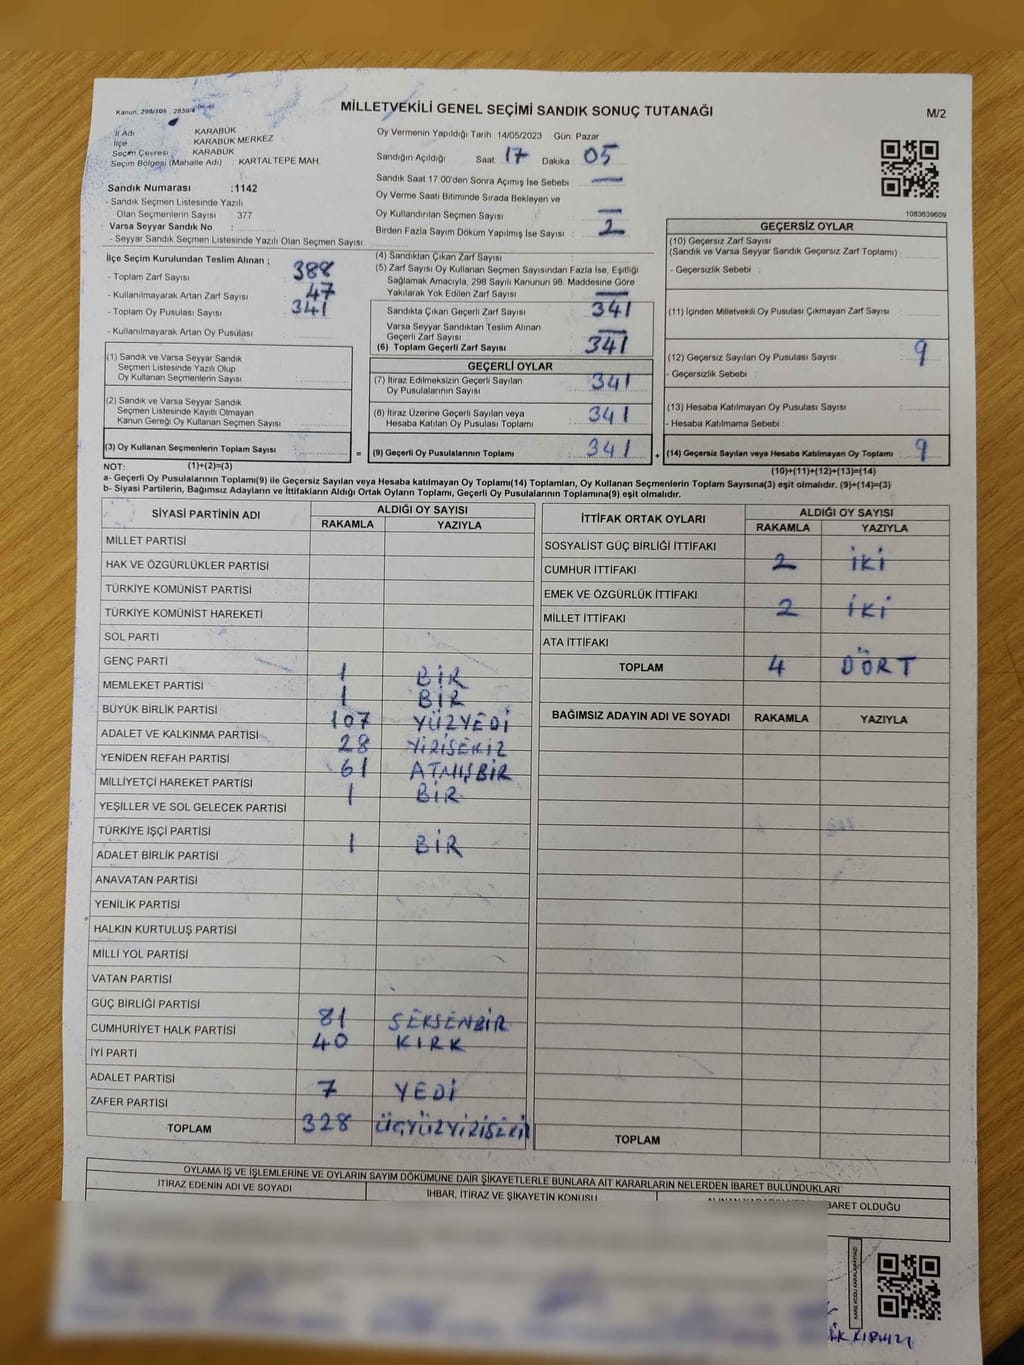 Kanun: 298/105 , 2839/4
MİLLETVEKİLİ GENEL SEÇİMİ SANDIK SONUÇ TUTANAĞI
M/2
İl Adı KARABÜK
İlçe KARABÜK MERKEZ
Seçim Çevresi KARABÜK
Seçim Bölgesi (Mahalle Adı) : KARTALTEPE MAH.
Sandık Numarası :1142
- Sandık Seçmen Listesinde Yazılı
Olan Seçmenlerin Sayısı 377
Varsa Seyyar Sandık No :
- Seyyar Sandık Seçmen Listesinde Yazılı Olan Seçmen Sayısı:
Oy Vermenin Yapıldığı Tarih :14/05/2023 Gün: Pazar
Sandığın Açıldığı Saat: 17 Dakika : 05
Sandık Saat 17.00'den Sonra Açımış İse Sebebi : —
Oy Verme Saati Bitiminde Sırada Bekleyen ve
Oy Kullandırılan Seçmen Sayısı : —
Birden Fazla Sayım Döküm Yapılmış İse Sayısı : 2
1083639609
İlçe Seçim Kurulundan Teslim Alınan ;
- Toplam Zarf Sayısı : 388
- Kullanılmayarak Artan Zarf Sayısı : 47
- Toplam Oy Pusulası Sayısı : 341
- Kullanılmayarak Artan Oy Pusulası :
(1) Sandık ve Varsa Seyyar Sandık
Seçmen Listesinde Yazılı Olup
Oy Kullanan Seçmenlerin Sayısı :
(2) Sandık ve Varsa Seyyar Sandık
Seçmen Listesinde Kayıtlı Olmayan
Kanun Gereği Oy Kullanan Seçmen Sayısı :
(3) Oy Kullanan Seçmenlerin Toplam Sayısı :
(1)+(2)=(3)
(4) Sandıktan Çıkan Zarf Sayısı :
(5) Zarf Sayısı Oy Kullanan Seçmen Sayısından Fazla İse, Eşitliği
Sağlamak Amacıyla, 298 Sayılı Kanunun 98. Maddesine Göre
Yakılarak Yok Edilen Zarf Sayısı : —
Sandıkta Çıkan Geçerli Zarf Sayısı : 341
Varsa Seyyar Sandıktan Teslim Alınan
Geçerli Zarf Sayısı : —
(6) Toplam Geçerli Zarf Sayısı : 341
GEÇERLİ OYLAR
(7) İtiraz Edilmeksizin Geçerli Sayılan
Oy Pusulalarının Sayısı : 341
(8) İtiraz Üzerine Geçerli Sayılan veya
Hesaba Katılan Oy Pusulası Toplamı : 341
= (9) Geçerli Oy Pusulalarının Toplamı : 341 +
GEÇERSİZ OYLAR
(10) Geçersiz Zarf Sayısı
(Sandık ve Varsa Seyyar Sandık Geçersiz Zarf Toplamı) :
- Geçersizlik Sebebi :
(11) İçinden Milletvekili Oy Pusulası Çıkmayan Zarf Sayısı :
(12) Geçersiz Sayılan Oy Pusulası Sayısı : 9
- Geçersizlik Sebebi :
(13) Hesaba Katılmayan Oy Pusulası Sayısı :
- Hesaba Katılmama Sebebi :
(14) Geçersiz Sayılan veya Hesaba Katılmayan Oy Toplamı : 9
(10)+(11)+(12)+(13)=(14)
NOT:
a- Geçerli Oy Pusulalarının Toplamı(9) ile Geçersiz Sayılan veya Hesaba katılmayan Oy Toplamı(14) Toplamları, Oy Kullanan Seçmenlerin Toplam Sayısına(3) eşit olmalıdır. (9)+(14)=(3)
b- Siyasi Partilerin, Bağımsız Adayların ve İttifakların Aldığı Ortak Oyların Toplamı, Geçerli Oy Pusulalarının Toplamına(9) eşit olmalıdır.
SİYASİ PARTİNİN ADI ALDIĞI OY SAYISI
RAKAMLA YAZIYLA
MİLLET PARTİSİ
HAK VE ÖZGÜRLÜKLER PARTİSİ
TÜRKİYE KOMÜNİST PARTİSİ
TÜRKİYE KOMÜNİST HAREKETİ
SOL PARTİ
GENÇ PARTİ
MEMLEKET PARTİSİ 1 BİR
BÜYÜK BİRLİK PARTİSİ 1 BİR
ADALET VE KALKINMA PARTİSİ 107 YÜZYEDİ
YENİDEN REFAH PARTİSİ 28 YİRİSEKİZ
MİLLİYETÇİ HAREKET PARTİSİ 61 ATMIŞBİR
YEŞİLLER VE SOL GELECEK PARTİSİ 1 BİR
TÜRKİYE İŞÇİ PARTİSİ
ADALET BİRLİK PARTİSİ 1 BİR
ANAVATAN PARTİSİ
YENİLİK PARTİSİ
HALKIN KURTULUŞ PARTİSİ
MİLLİ YOL PARTİSİ
VATAN PARTİSİ
GÜÇ BİRLİĞİ PARTİSİ
CUMHURİYET HALK PARTİSİ 81 SEKSENBİR
İYİ PARTİ 40 KIRK
ADALET PARTİSİ
ZAFER PARTİSİ 7 YEDİ
TOPLAM 328 ÜÇYÜZYİRİSEKİZ
İTTİFAK ORTAK OYLARI ALDIĞI OY SAYISI
RAKAMLA YAZIYLA
SOSYALİST GÜÇ BİRLİĞİ İTTİFAKI
CUMHUR İTTİFAKI 2 İKİ
EMEK VE ÖZGÜRLÜK İTTİFAKI
MİLLET İTTİFAKI 2 İKİ
ATA İTTİFAKI
TOPLAM 4 DÖRT
BAĞIMSIZ ADAYIN ADI VE SOYADI RAKAMLA YAZIYLA
TOPLAM
OYLAMA İŞ VE İŞLEMLERİNE VE OYLARIN SAYIM DÖKÜMÜNE DAİR ŞİKAYETLERLE BUNLARA AİT KARARLARIN NELERDEN İBARET BULUNDUKLARI
İTİRAZ EDENİN ADI VE SOYADI
İHBAR, İTİRAZ VE ŞİKAYETİN KONUSU
BARET OLDUĞU